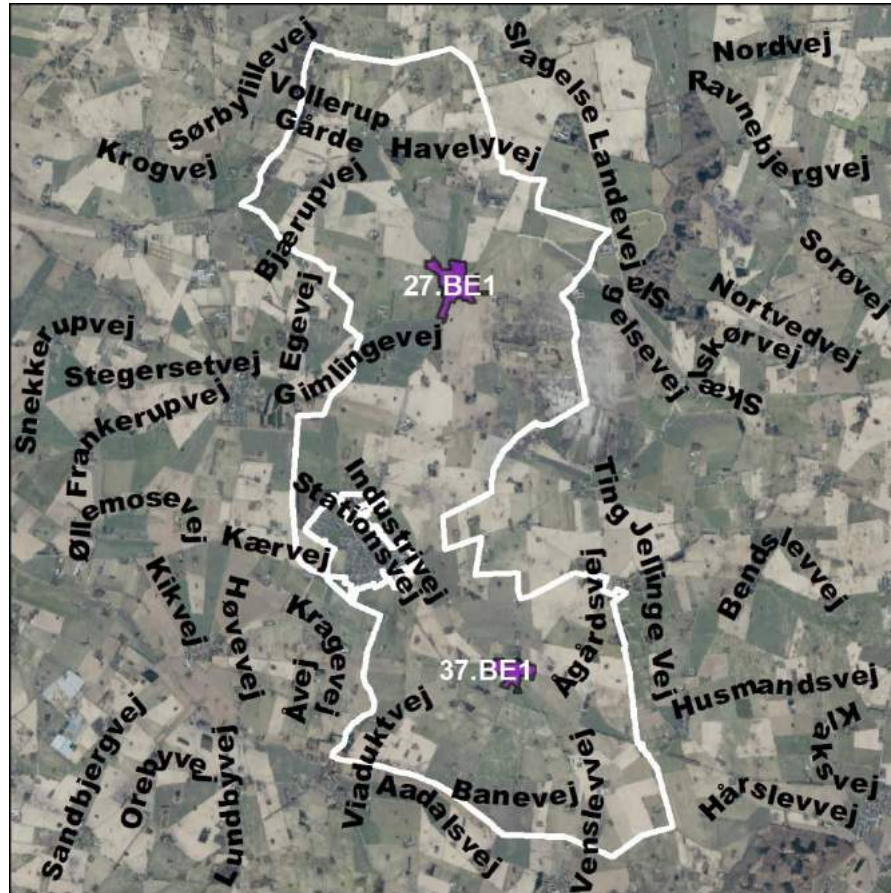 Nordvej
Slagelse Landevej
Sørbylillevej
Vollerup
Gårde
Ravnebjergvej
Krogvej
Havelyvej
Bjærupvej
Sorøvej
27.BE1
Slagelsevej
Nortvedvej
Egevej
Gimlingevej
Snekkerupvej
Stegersetvej
Skælskørvej
Frankerupvej
Øllemosevej
Industrivej
Stationsvej
Ting Jellinge Vej
Kærvej
Bendslevvej
Kikvej
Høvevej
Kragevej
Åvej
37.BE1
Ågårdsvej
Husmandsvej
Klaksvej
Sandbjergvej
Orebyvej
Lundbyvej
Viaduktvej
Aadalsvej
Banevej
Venslevvej
Hårslevvej